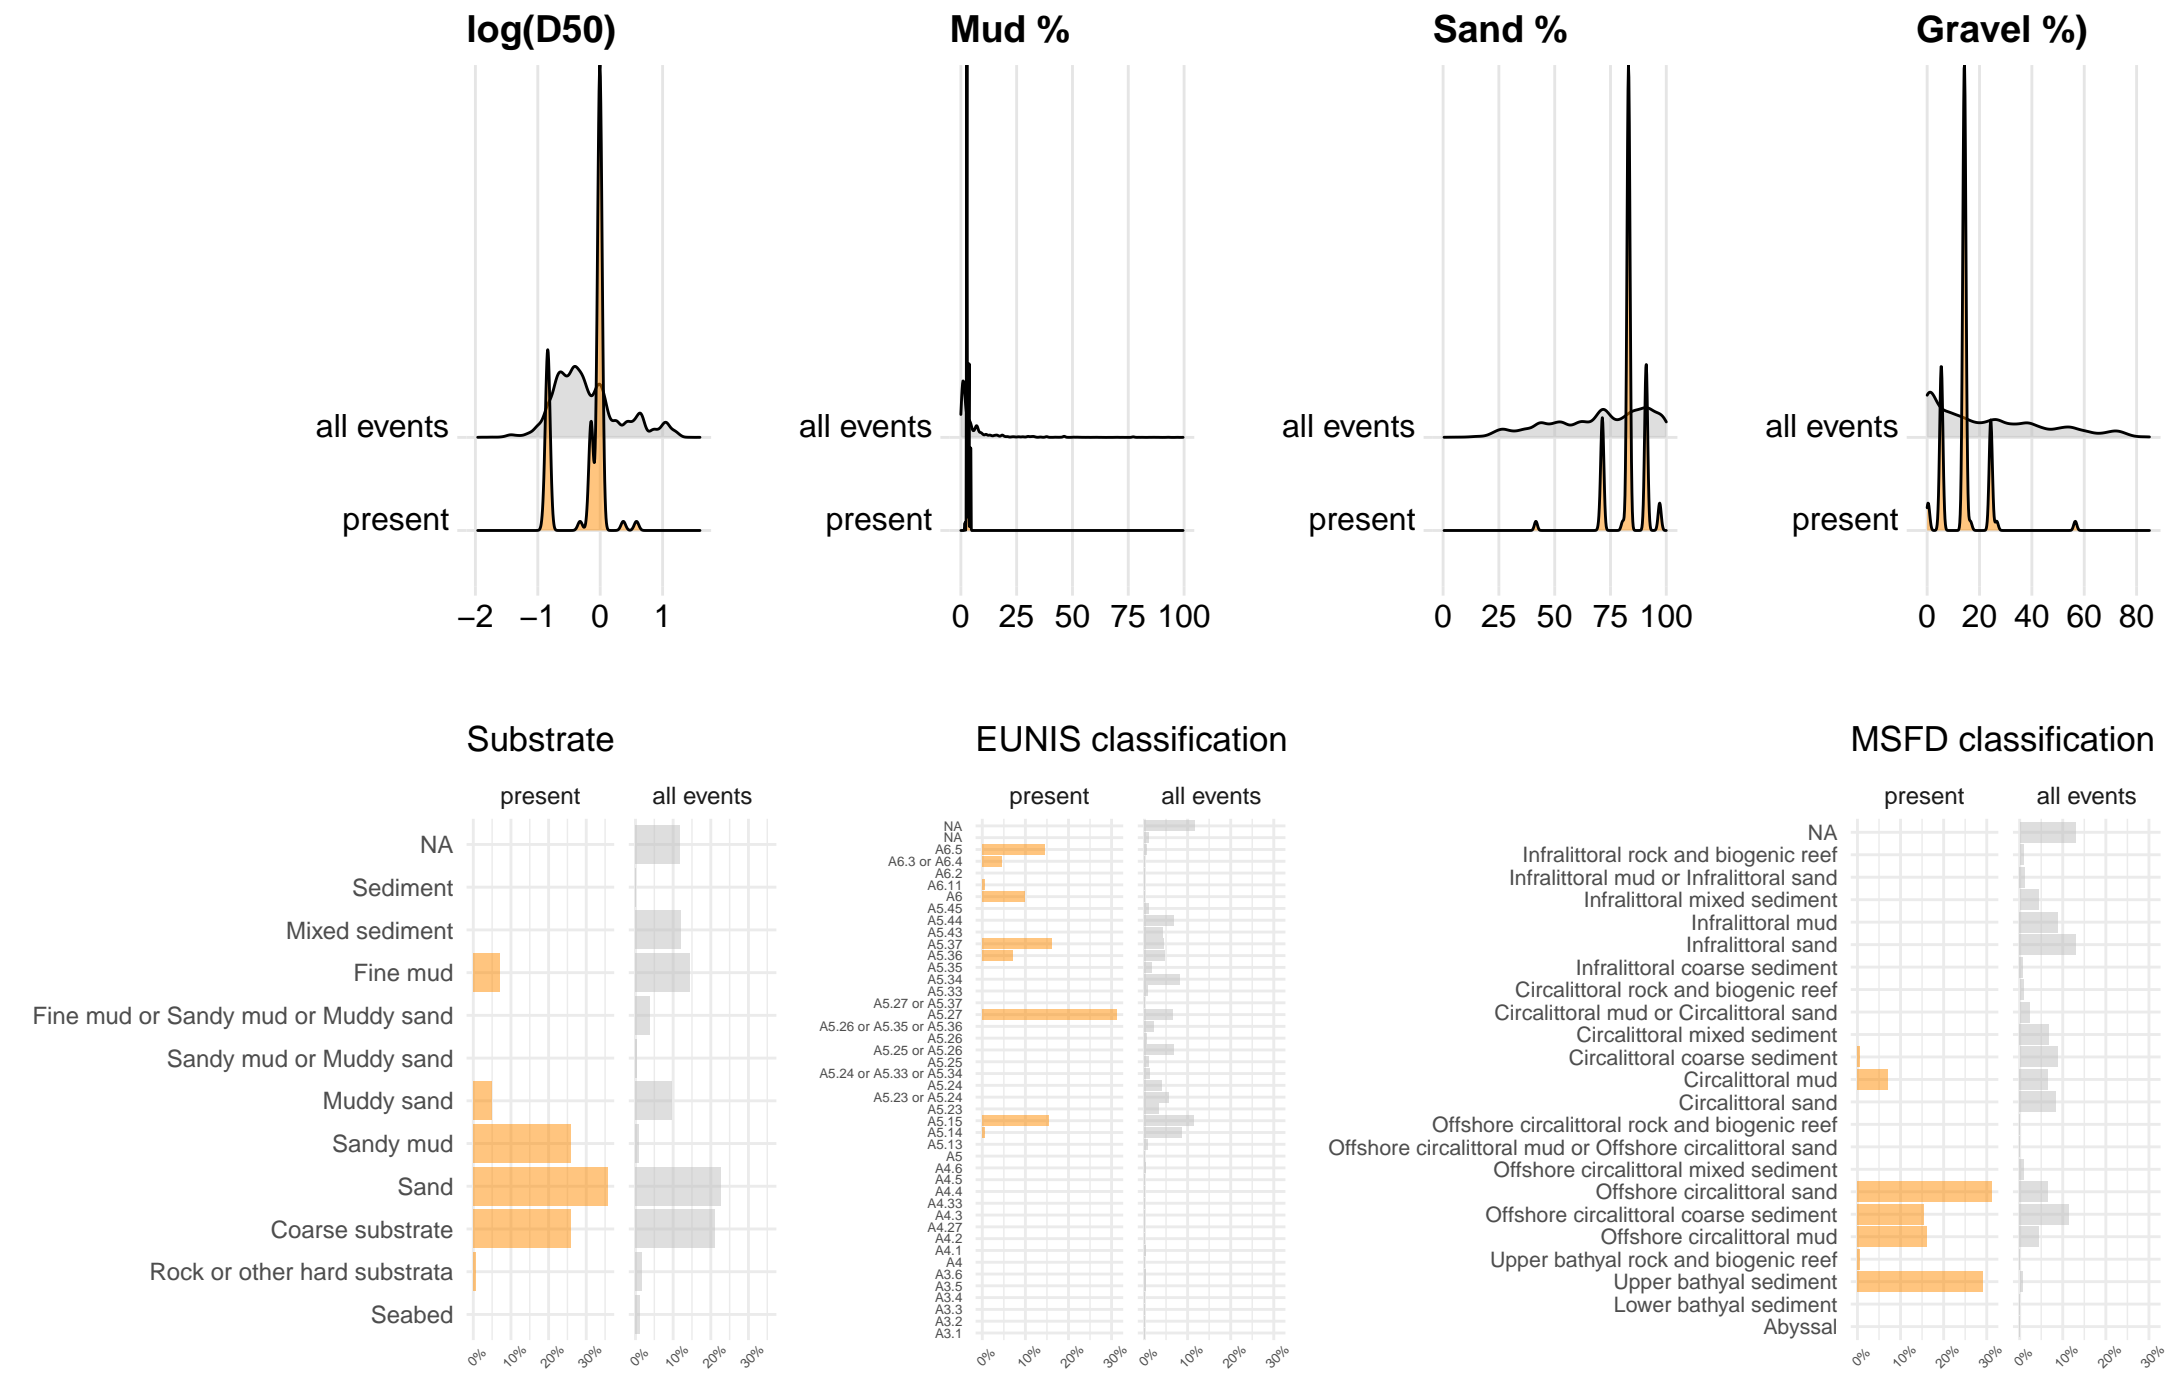 log(D50)
Mud %
Sand %
Gravel %)
all events
present
−2 −1 0 1
all events
present
0 25 50 75 100
all events
present
0 25 50 75 100
all events
present
0 20 40 60 80
Substrate
present all events
NA
Sediment
Mixed sediment
Fine mud
Fine mud or Sandy mud or Muddy sand
Sandy mud or Muddy sand
Muddy sand
Sandy mud
Sand
Coarse substrate
Rock or other hard substrata
Seabed
0% 10% 20% 30% 0% 10% 20% 30%
EUNIS classification
present all events
NA
NA
A6.5
A6.3 or A6.4
A6.2
A6.11
A6
A5.45
A5.44
A5.43
A5.37
A5.36
A5.35
A5.34
A5.33
A5.27 or A5.37
A5.27
A5.26 or A5.35 or A5.36
A5.26
A5.25 or A5.26
A5.25
A5.24 or A5.33 or A5.34
A5.24
A5.23 or A5.24
A5.23
A5.15
A5.14
A5.13
A5
A4.6
A4.5
A4.4
A4.33
A4.3
A4.27
A4.2
A4.1
A4
A3.6
A3.5
A3.4
A3.3
A3.2
A3.1
0% 10% 20% 30% 0% 10% 20% 30%
MSFD classification
present all events
NA
Infralittoral rock and biogenic reef
Infralittoral mud or Infralittoral sand
Infralittoral mixed sediment
Infralittoral mud
Infralittoral sand
Infralittoral coarse sediment
Circalittoral rock and biogenic reef
Circalittoral mud or Circalittoral sand
Circalittoral mixed sediment
Circalittoral coarse sediment
Circalittoral mud
Circalittoral sand
Offshore circalittoral rock and biogenic reef
Offshore circalittoral mud or Offshore circalittoral sand
Offshore circalittoral mixed sediment
Offshore circalittoral sand
Offshore circalittoral coarse sediment
Offshore circalittoral mud
Upper bathyal rock and biogenic reef
Upper bathyal sediment
Lower bathyal sediment
Abyssal
0% 10% 20% 30% 0% 10% 20% 30%